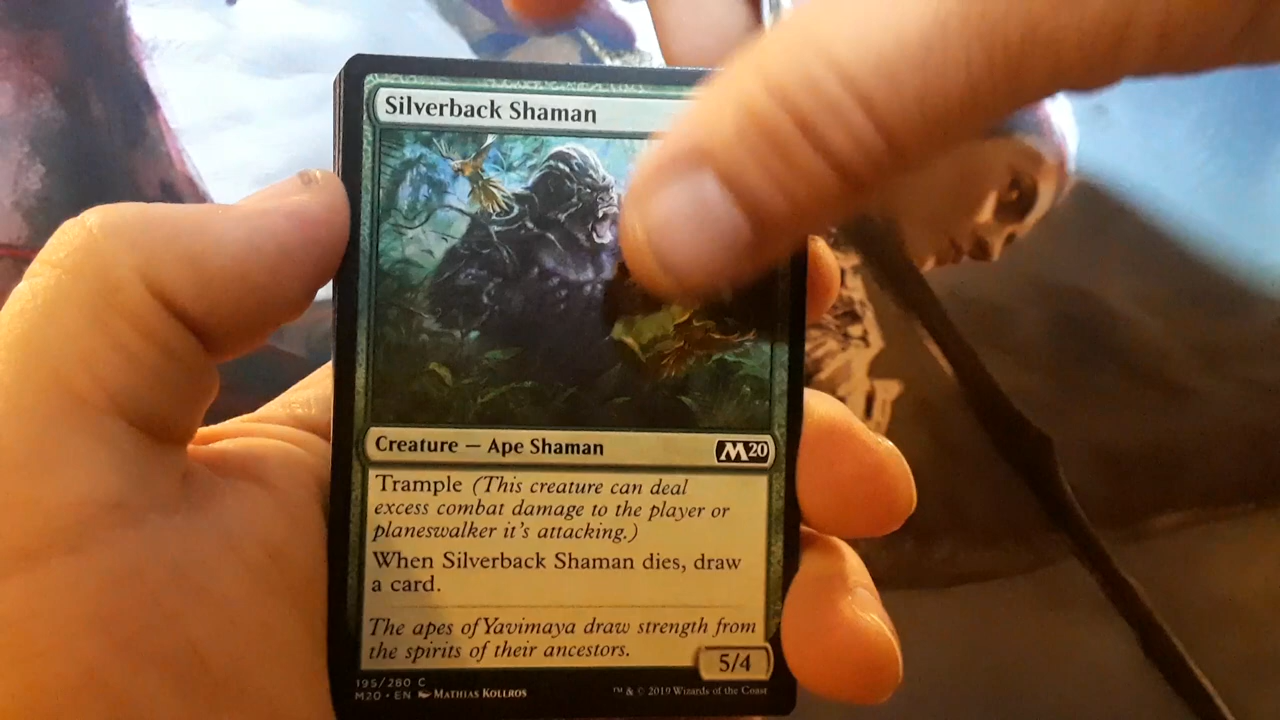 Silverback Shaman
Creature — Ape Shaman
M20
Trample (This creature can deal
excess combat damage to the player or
planeswalker it's attacking.)
When Silverback Shaman dies, draw
a card.
The apes of Yavimaya draw strength from
the spirits of their ancestors.
5/4
195/280 C
M20 • EN Mathias Kollros
™ & © 2019 Wizards of the Coast